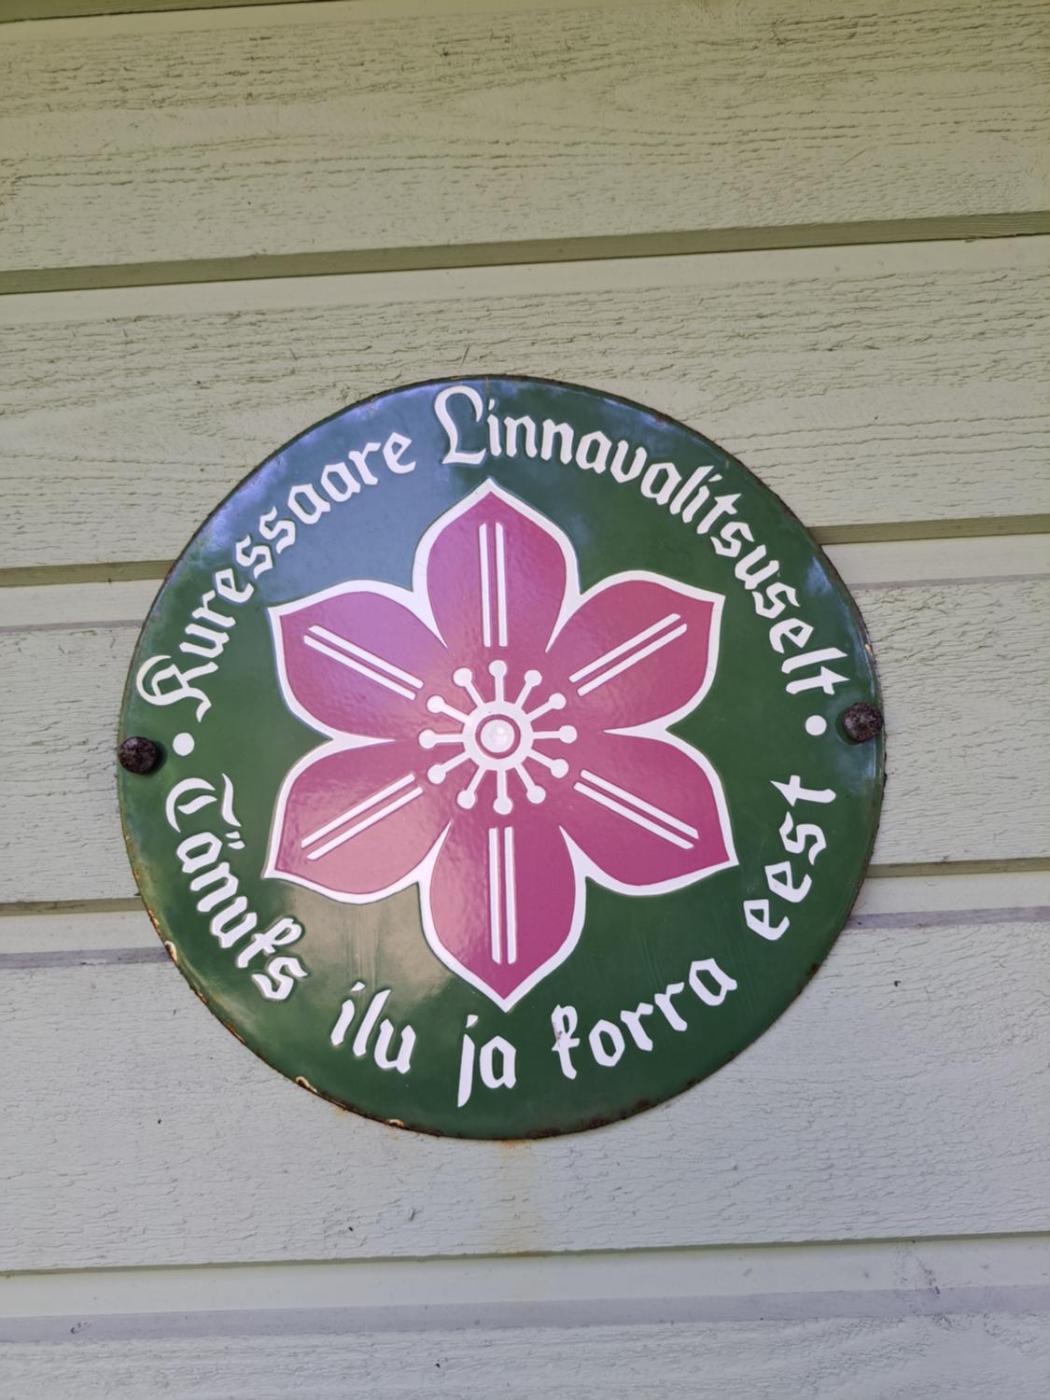 Kuressaare Linnavalitsuselt
Tänuks ilu ja korra eest